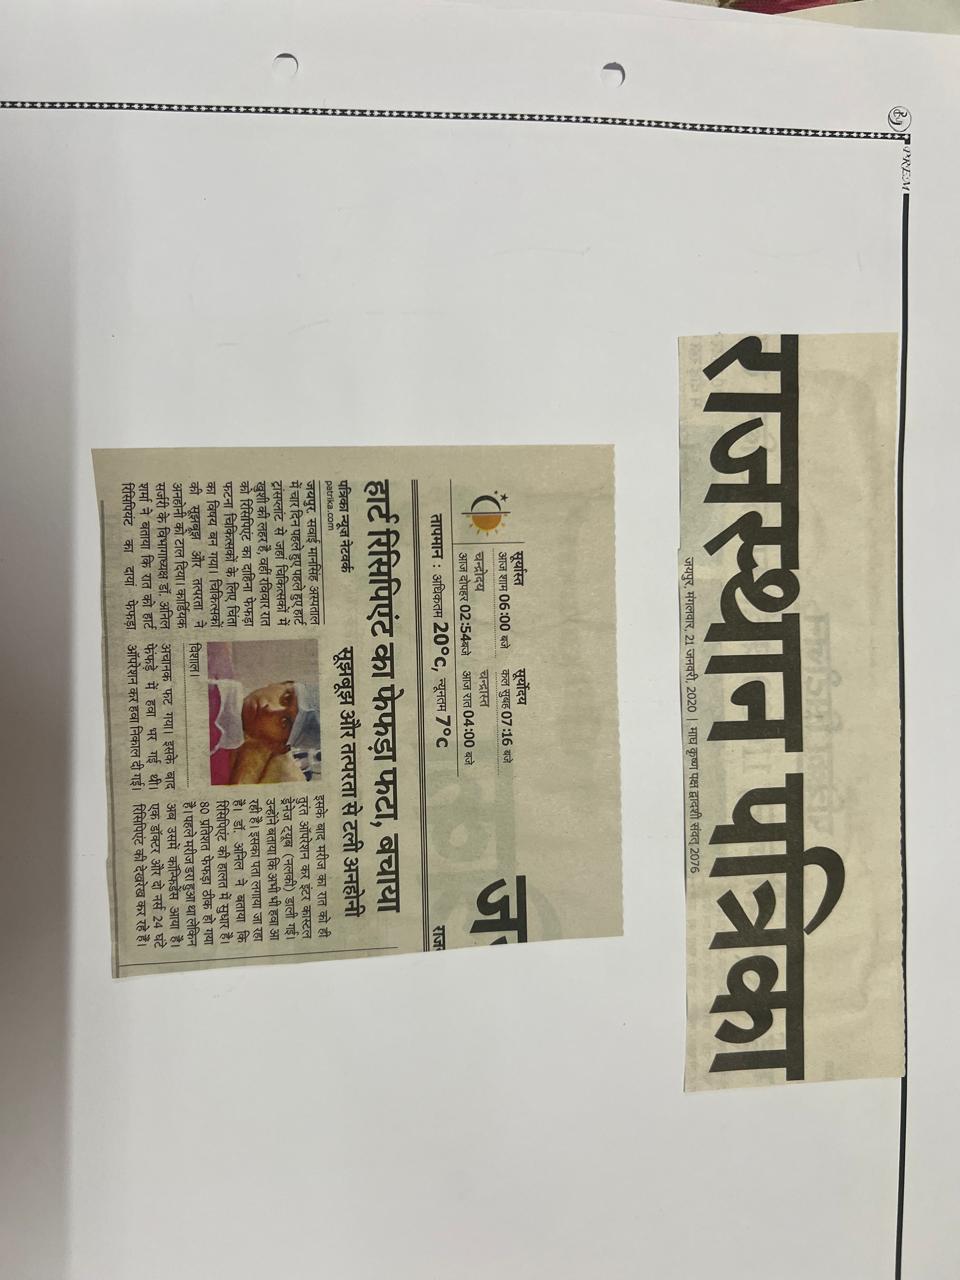 PREM
राजस्थान पत्रिका
जयपुर, मंगलवार, 21 जनवरी, 2020 | माघ कृष्ण पक्ष द्वादशी संवत् 2076
सूर्यास्त
आज शाम 06:00 बजे
सूर्योदय
कल सुबह 07:16 बजे
चन्द्रोदय
आज दोपहर 02:54बजे
चन्द्रास्त
आज रात 04:00 बजे
तापमान : अधिकतम 20°c, न्यूनतम 7°c
हार्ट रिसिपिएंट का फेफड़ा फटा, बचाया
सूझबूझ और तत्परता से टली अनहोनी
पत्रिका न्यूज नेटवर्क
patrika.com
जयपुर. सवाई मानसिंह अस्पताल
में चार दिन पहले हुए पहले हुए हार्ट
ट्रांसप्लांट से जहां चिकित्सकों में
खुशी की लहर है, वहीं रविवार रात
को रिसिपिएंट का दाहिना फेफड़ा
फटना चिकित्सकों के लिए चिंता
का विषय बन गया। चिकित्सकों
की सूझबूझ और तत्परता ने
अनहोनी को टाल दिया। कार्डियक
सर्जरी के विभागाध्यक्ष डॉ. अनिल
शर्मा ने बताया कि रात को हार्ट
रिसिपियंट का दाया फेफड़ा
विशाल।
अचानक फट गया। इसके बाद
फेफड़े में हवा भर गई थी।
ऑपरेशन कर हवा निकाल दी गई।
इसके बाद मरीज का रात को ही
तुरंत ऑपरेशन कर इंटर कास्टल
ड्रेनेज ट्यूब (नलकी) डाली गई।
उन्होंने बताया कि अभी भी हवा आ
रही है। इसका पता लगाया जा रहा
है। डॉ. अनिल ने बताया कि
रिसिपिएंट की हालत में सुधार है।
80 प्रतिशत फेफड़ा ठीक हो गया
है। पहले मरीज डरा हुआ था लेकिन
अब उसमे कॉन्फिडेंस आया है।
एक डॉक्टर और दो नर्स 24 घंटे
रिसिपिएंट की देखरेख कर रहे है।